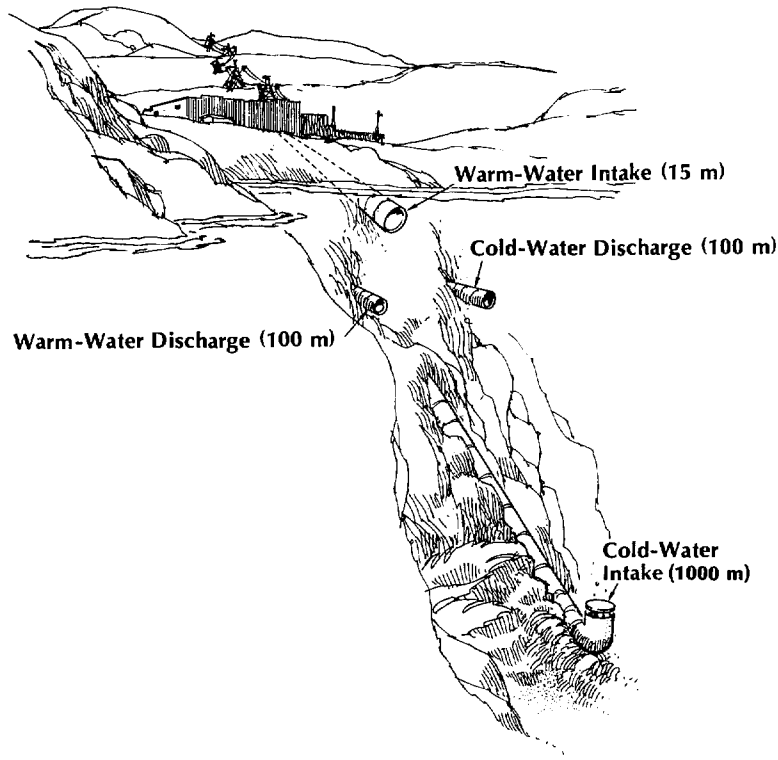 Warm-Water Intake (15 m)
Cold-Water Discharge (100 m)
Warm-Water Discharge (100 m)
Cold-Water
Intake (1000 m)